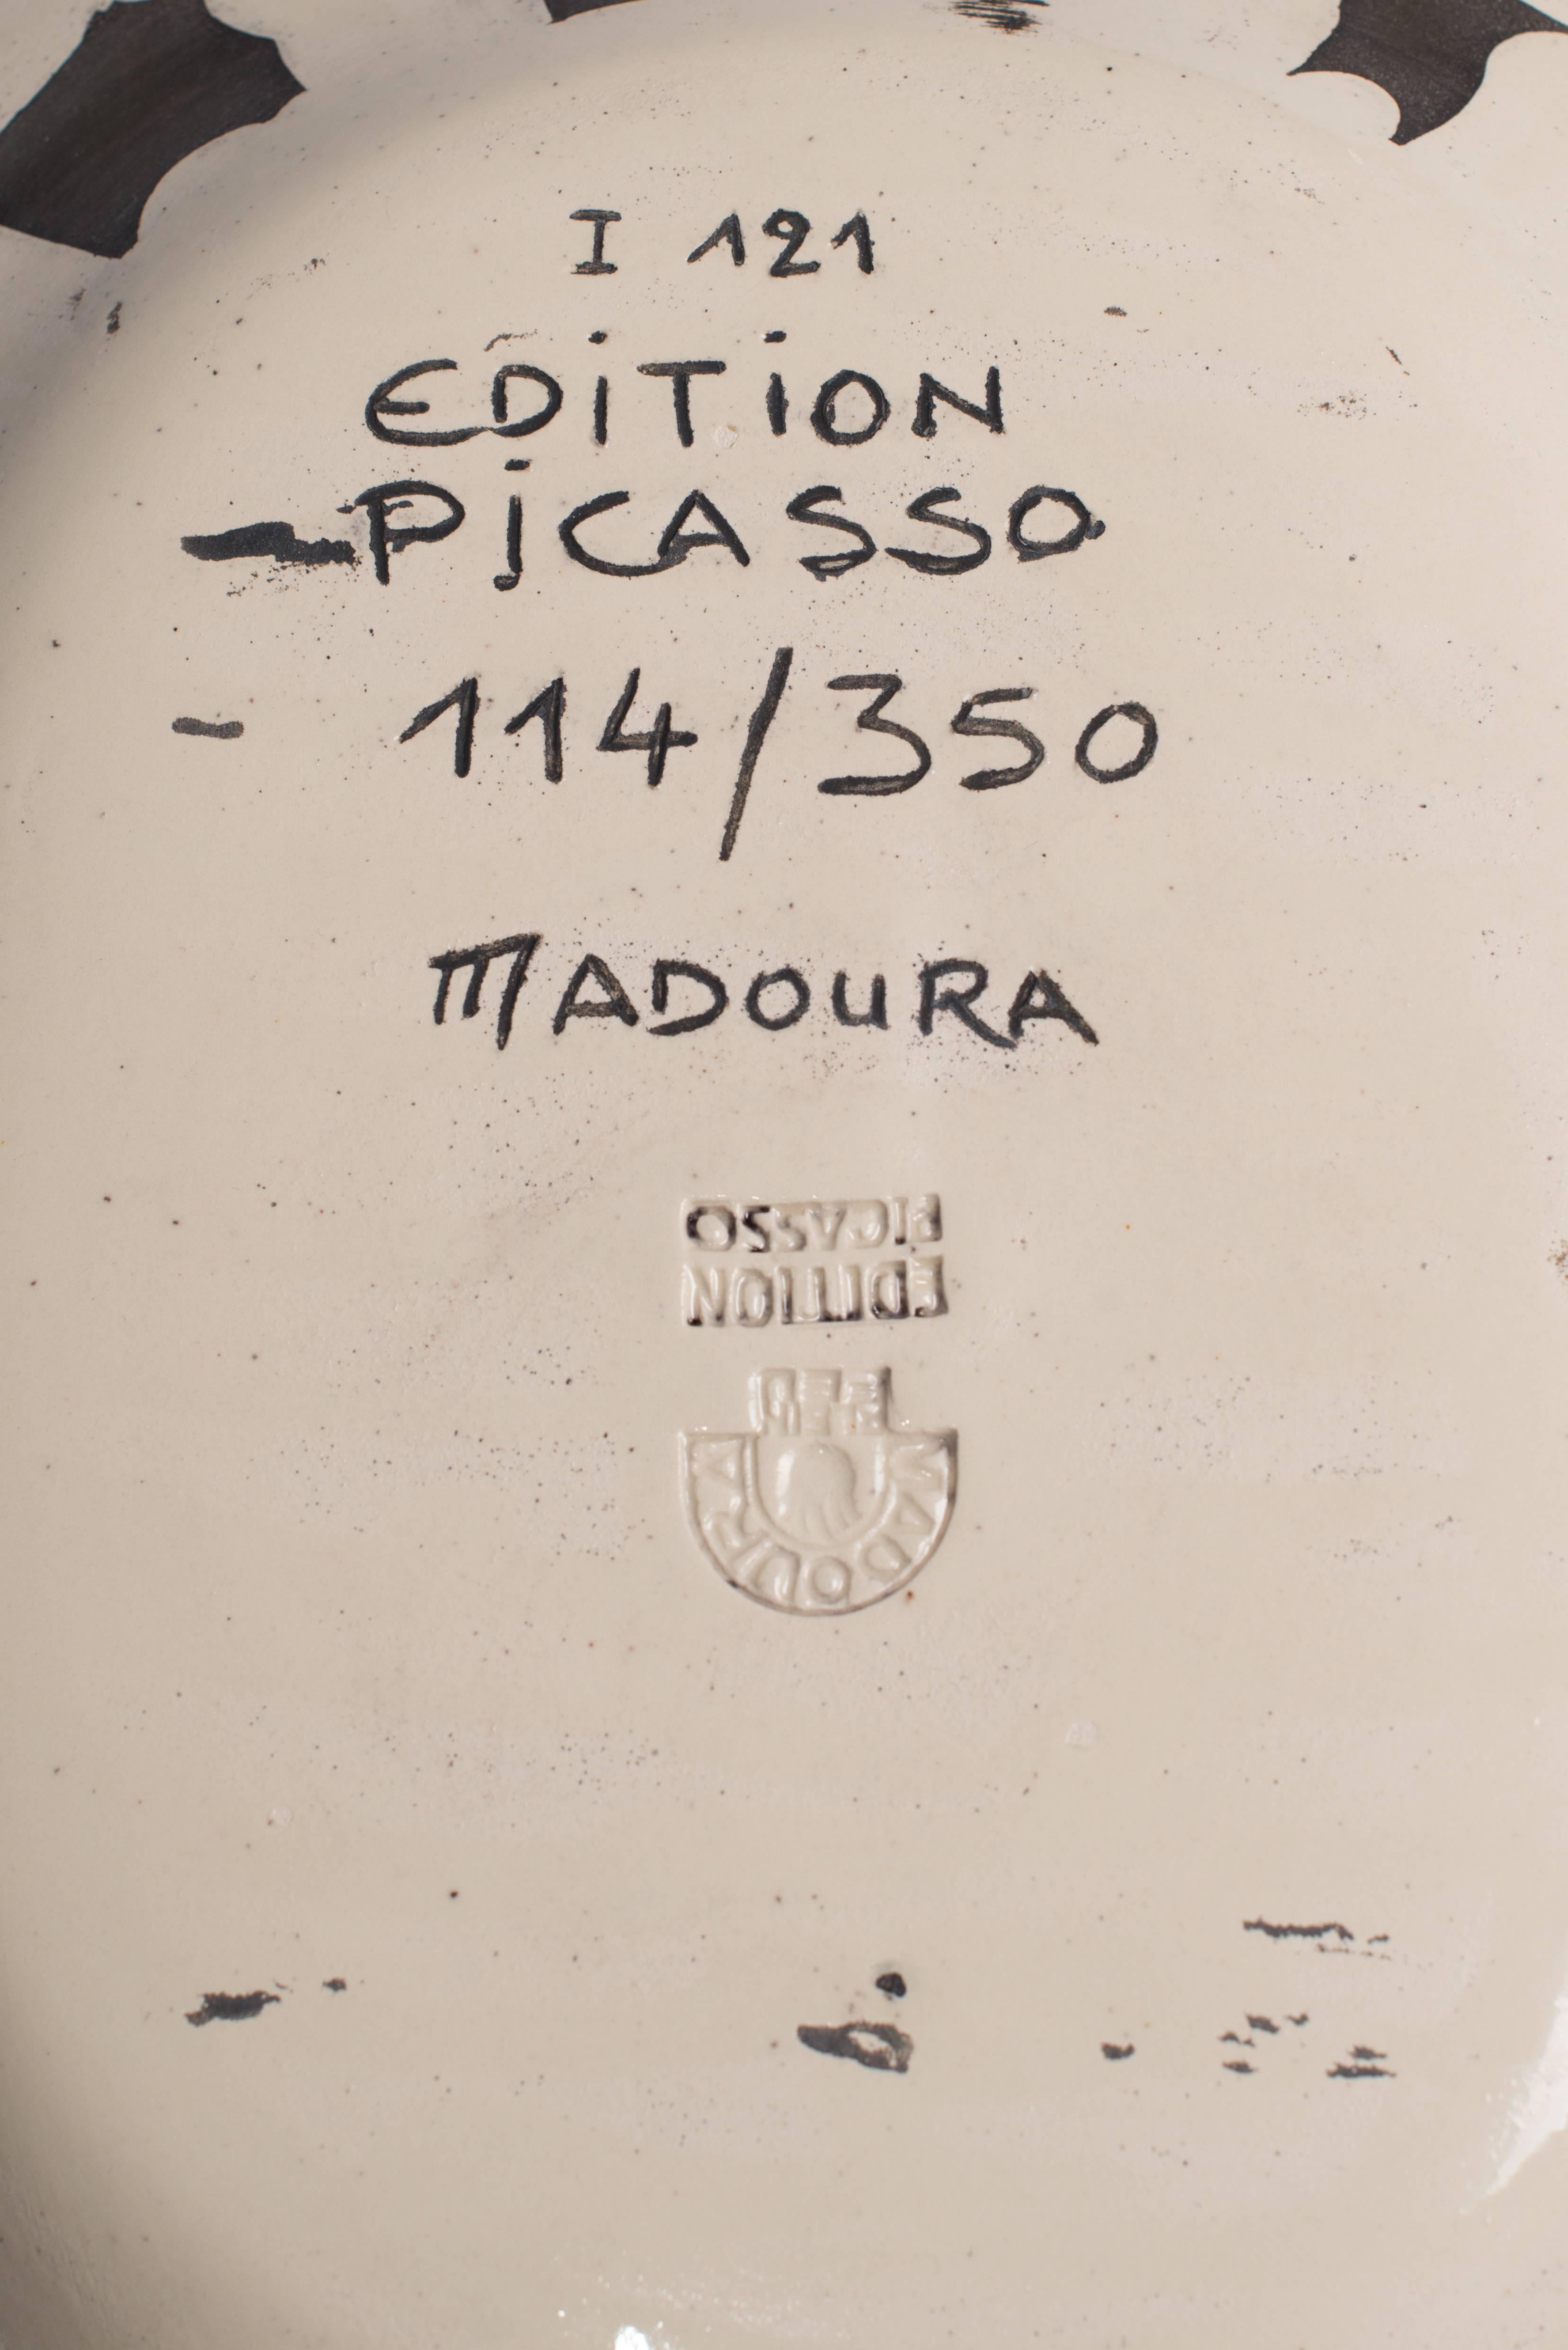 I 121
EDiTiON
PiCASSO
114/350
MADOURA
EDITION
PICASSO
MADOURA